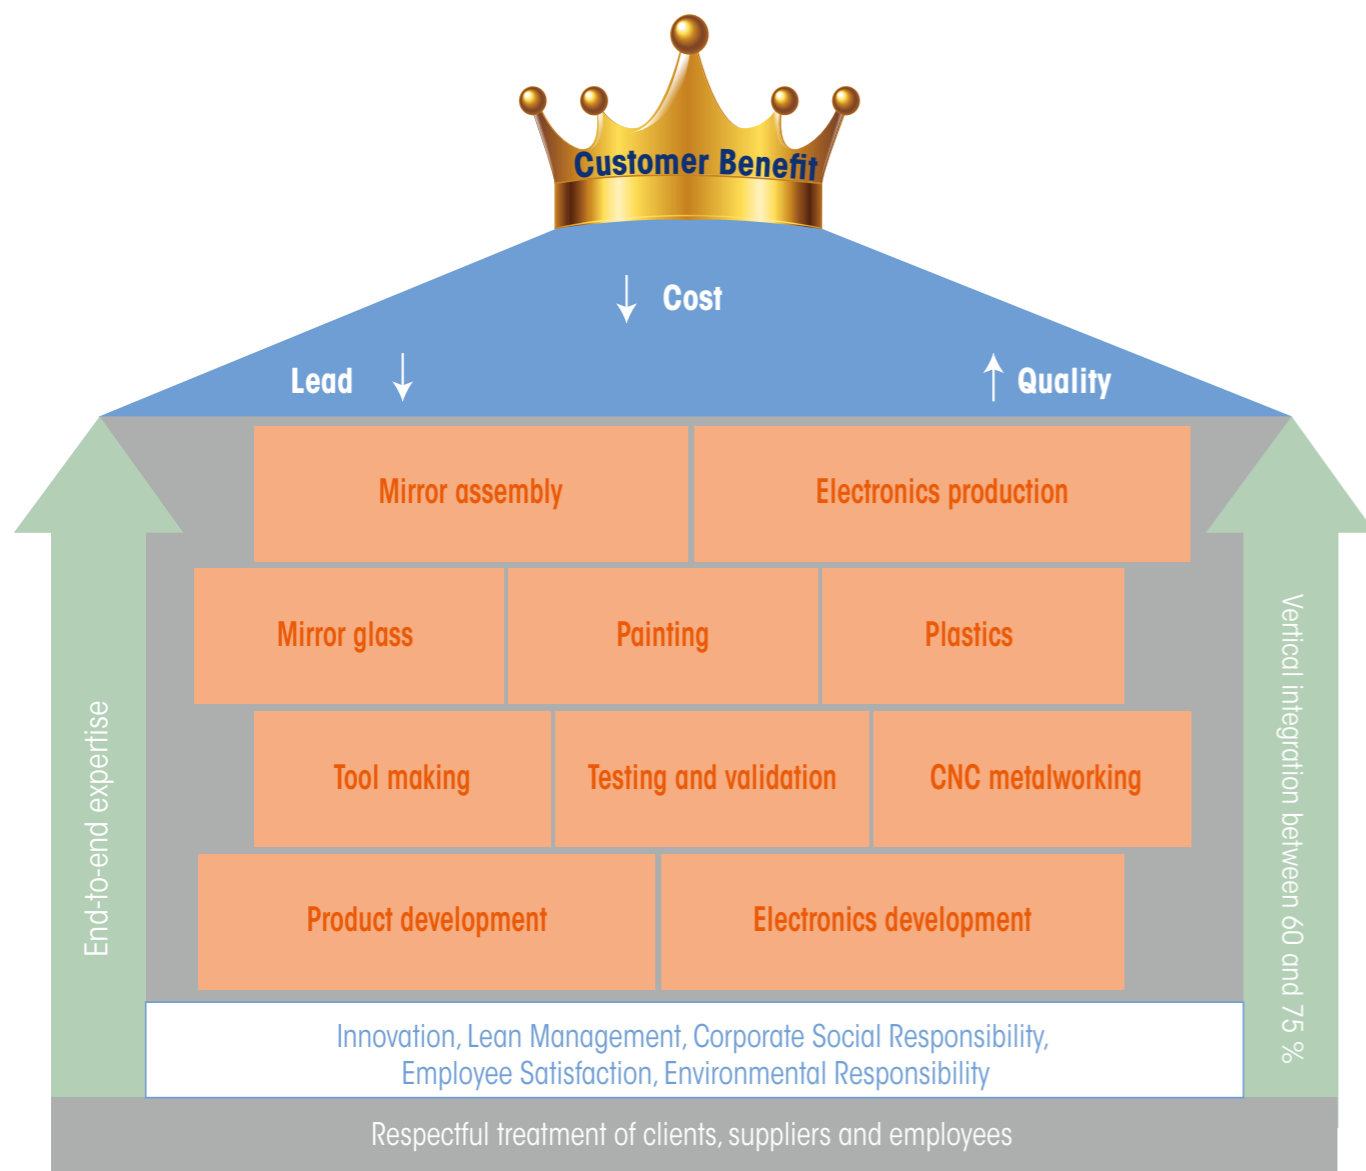 Customer Benefit
Cost
Lead
Quality
Mirror assembly
Electronics production
Mirror glass
Painting
Plastics
Tool making
Testing and validation
CNC metalworking
Product development
Electronics development
End-to-end expertise
Vertical integration between 60 and 75 %
Innovation, Lean Management, Corporate Social Responsibility,
Employee Satisfaction, Environmental Responsibility
Respectful treatment of clients, suppliers and employees